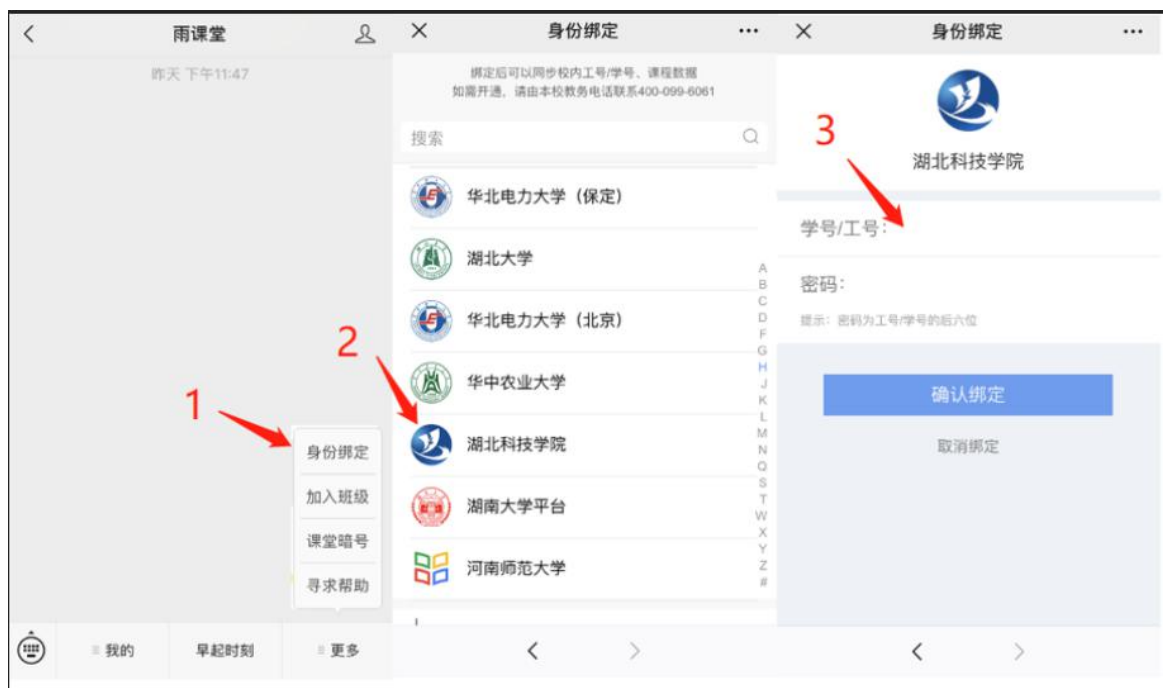 雨课堂
昨天 下午11:47
1
身份绑定
加入班级
课堂暗号
寻求帮助
我的
早起时刻
更多
身份绑定
绑定后可以同步校内工号/学号、课程数据
如需开通，请由本校教务电话联系400-099-6061
搜索
华北电力大学（保定）
湖北大学
华北电力大学（北京）
华中农业大学
2
湖北科技学院
湖南大学平台
河南师范大学
A
B
C
D
F
G
H
J
K
L
M
N
Q
S
T
W
X
Y
Z
#
身份绑定
湖北科技学院
3
学号/工号：
密码：
提示：密码为工号/学号的后六位
确认绑定
取消绑定